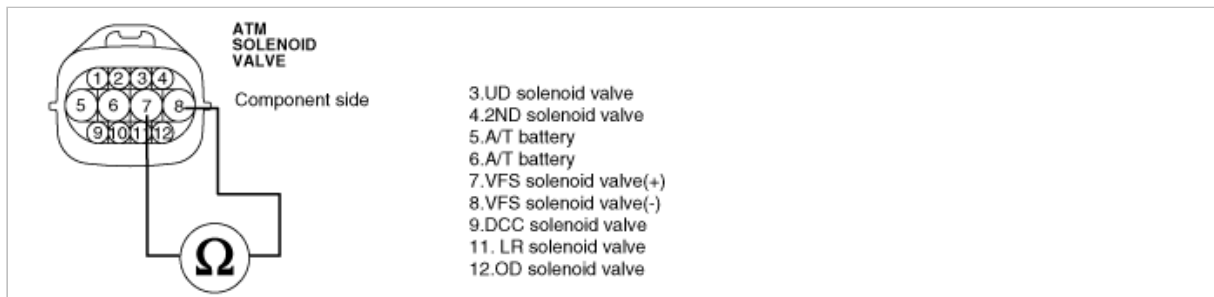 ATM
SOLENOID
VALVE
Component side
1 2 3 4
5 6 7 8
9 10 11 12
Ω
3.UD solenoid valve
4.2ND solenoid valve
5.A/T battery
6.A/T battery
7.VFS solenoid valve(+)
8.VFS solenoid valve(-)
9.DCC solenoid valve
11. LR solenoid valve
12.OD solenoid valve